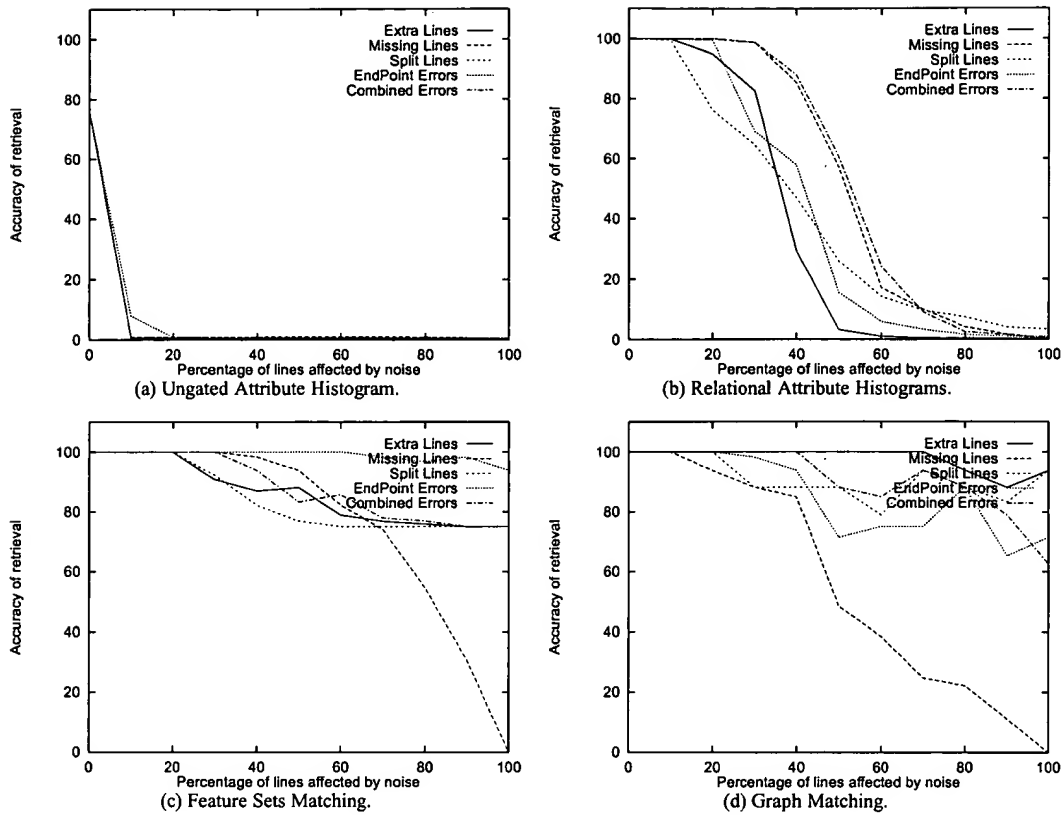 100
80
60
40
20
0
Accuracy of retrieval
Extra Lines
Missing Lines
Split Lines
EndPoint Errors
Combined Errors
0 20 40 60 80 100
Percentage of lines affected by noise
(a) Ungated Attribute Histogram.
100
80
60
40
20
0
Accuracy of retrieval
Extra Lines
Missing Lines
Split Lines
EndPoint Errors
Combined Errors
0 20 40 60 80 100
Percentage of lines affected by noise
(b) Relational Attribute Histograms.
100
80
60
40
20
0
Accuracy of retrieval
Extra Lines
Missing Lines
Split Lines
EndPoint Errors
Combined Errors
0 20 40 60 80 100
Percentage of lines affected by noise
(c) Feature Sets Matching.
100
80
60
40
20
0
Accuracy of retrieval
Extra Lines
Missing Lines
Split Lines
EndPoint Errors
Combined Errors
0 20 40 60 80 100
Percentage of lines affected by noise
(d) Graph Matching.